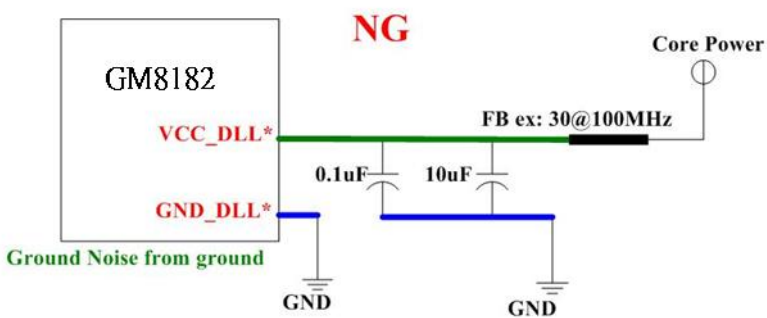 NG
Core Power
GM8182
FB ex: 30@100MHz
VCC_DLL*
0.1uF
10uF
GND_DLL*
Ground Noise from ground
GND
GND